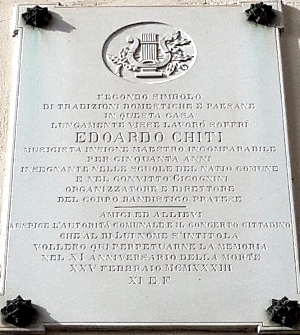 FECONDO SIMBOLO
DI TRADIZIONI DOMESTICHE E PAESANE
IN QUESTA CASA
LUNGAMENTE VISSE LAVORÒ SOFFRÌ
EDOARDO CHITI
MUSICISTA INSIGNE MAESTRO INCOMPARABILE
PER CINQUANTA ANNI
INSEGNANTE NELLE SCUOLE DEL NATIO COMUNE
E NEL CONVITTO CICOGNINI
ORGANIZZATORE E DIRETTORE
DEL CORPO BANDISTICO PRATESE
AMICI ED ALLIEVI
AUSPICE L'AUTORITÀ COMUNALE E IL CONCERTO CITTADINO
CHE AL DI LUI NOME S'INTITOLA
VOLLERO QUI PERPETUARNE LA MEMORIA
NEL XI ANNIVERSARIO DELLA MORTE
XXV FEBBRAIO MCMXXXIII
XI E.F.